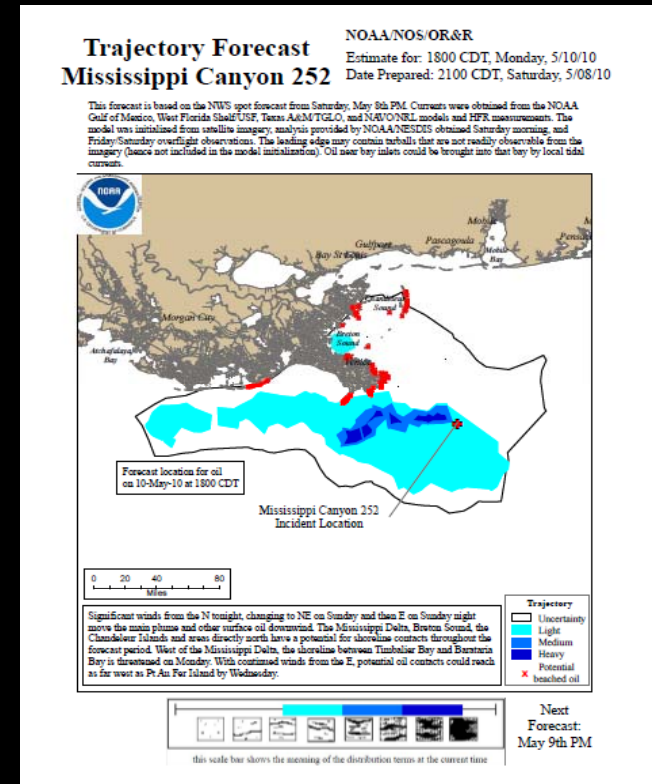 Trajectory Forecast
Mississippi Canyon 252
NOAA/NOS/OR&R
Estimate for: 1800 CDT, Monday, 5/10/10
Date Prepared: 2100 CDT, Saturday, 5/08/10
This forecast is based on the NWS spot forecast from Saturday, May 8th PM. Currents were obtained from the NOAA
Gulf of Mexico, West Florida Shelf/USF, Texas A&M/TGLO, and NAVO/NRL models and HFR measurements. The
model was initialized from satellite imagery, analysis provided by NOAA/NESDIS obtained Saturday morning, and
Friday/Saturday overflight observations. The leading edge may contain tarballs that are not readily observable from the
imagery (hence not included in the model initialization). Oil near bay inlets could be brought into that bay by local tidal
currents.
NOAA
Mobile
Gulfport
Pascagoula
Bay St Louis
Mobile
Bay
Chandeleur
Sound
Morgan City
Breton
Sound
Atchafalaya
Bay
Venice
Forecast location for oil
on 10-May-10 at 1800 CDT
Mississippi Canyon 252
Incident Location
0 20 40 80
Miles
Significant winds from the N tonight, changing to NE on Sunday and then E on Sunday night
move the main plume and other surface oil downwind. The Mississippi Delta, Breton Sound, the
Chandeleur Islands and areas directly north have a potential for shoreline contacts throughout the
forecast period. West of the Mississippi Delta, the shoreline between Timbalier Bay and Barataria
Bay is threatened on Monday. With continued winds from the E, potential oil contacts could reach
as far west as Pt Au Fer Island by Wednesday.
Trajectory
Uncertainty
Light
Medium
Heavy
x Potential
beached oil
Next
Forecast:
May 9th PM
this scale bar shows the meaning of the distribution terms at the current time